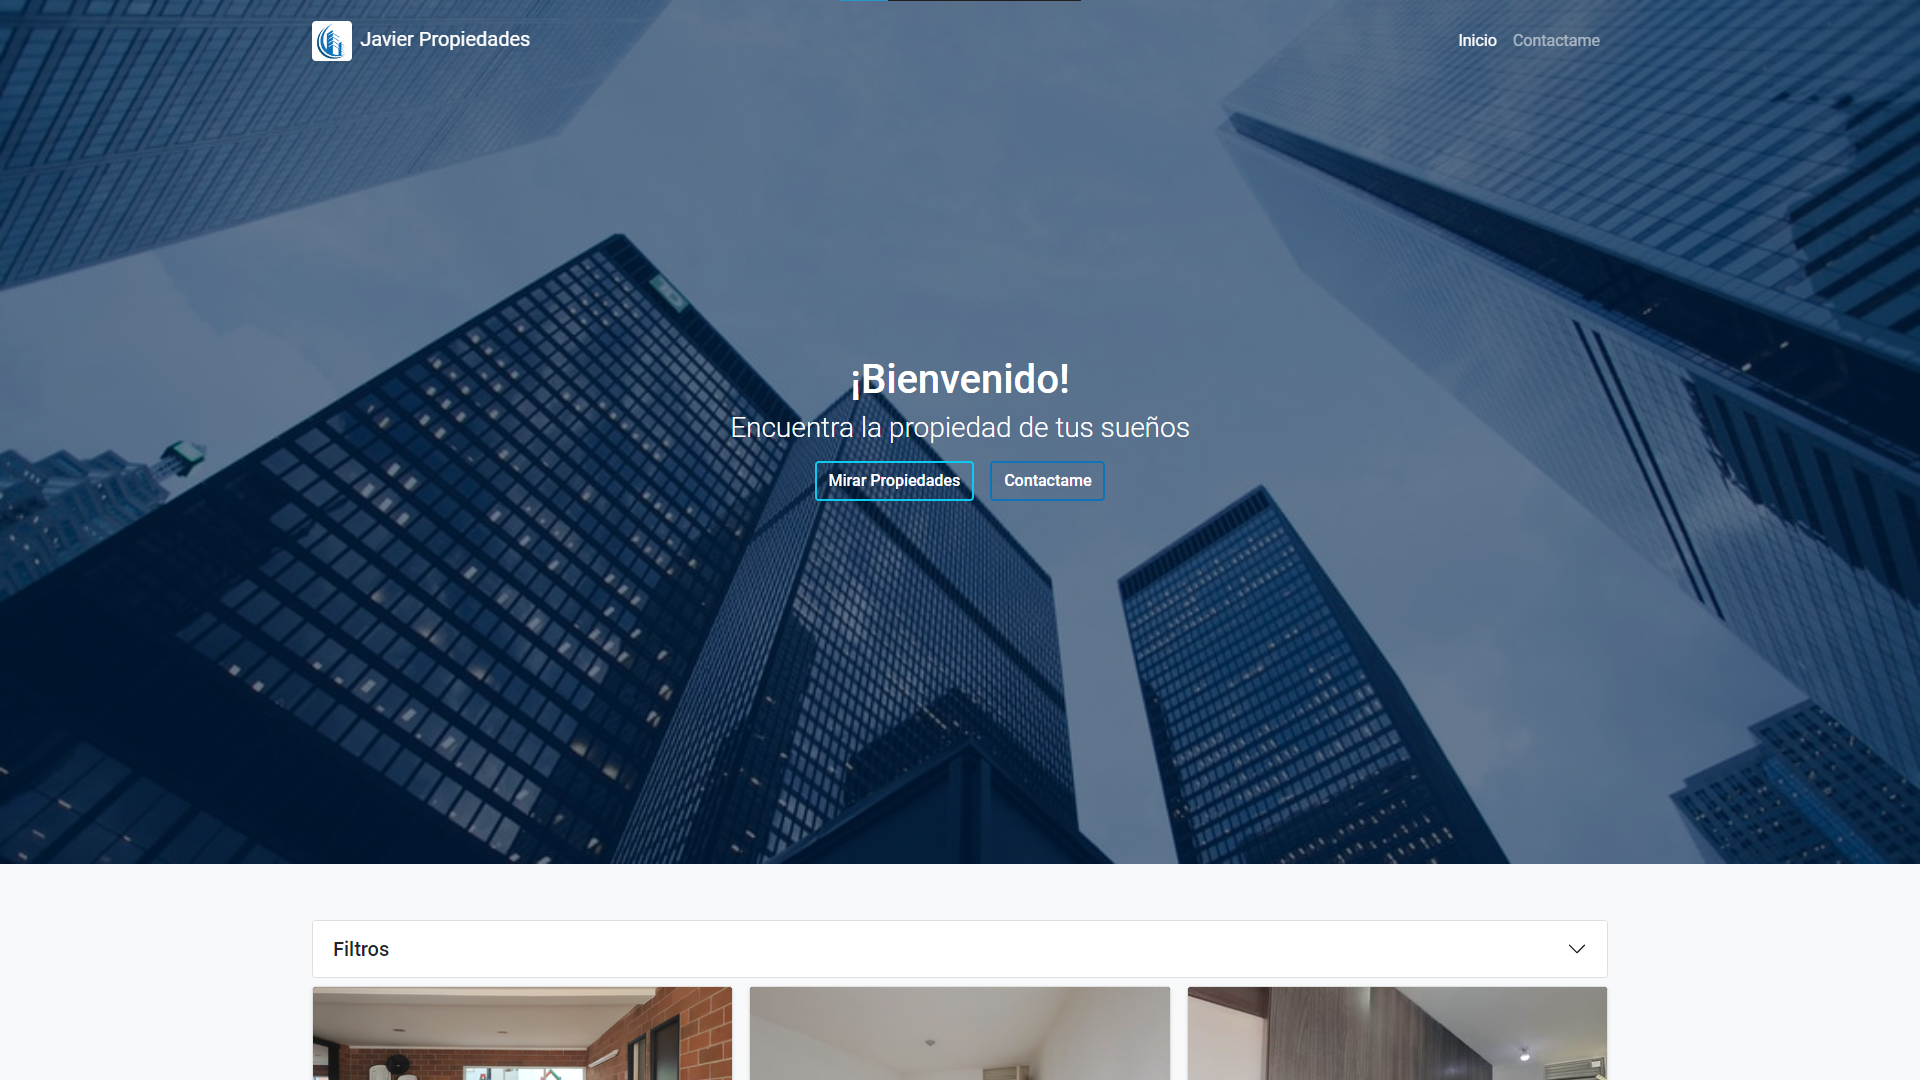 Javier Propiedades
Inicio
Contactame
¡Bienvenido!
Encuentra la propiedad de tus sueños
Mirar Propiedades
Contactame
Filtros